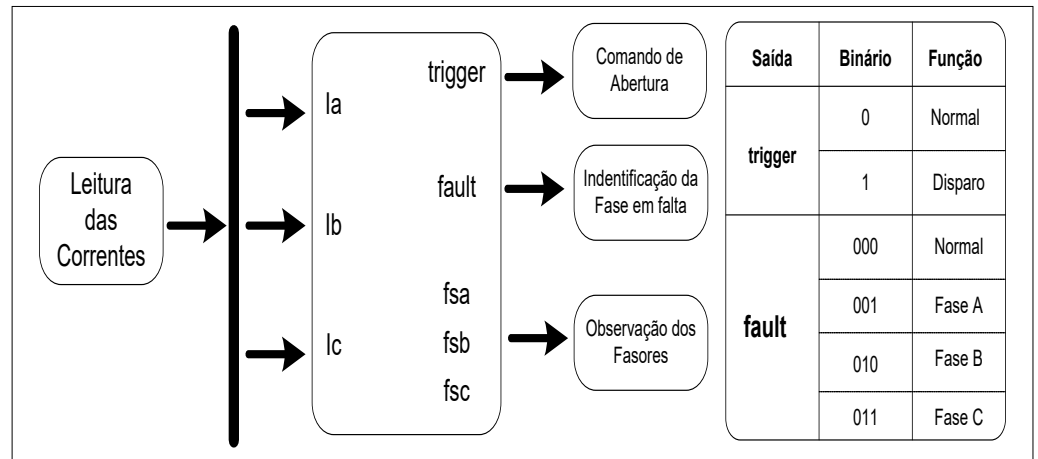 Leitura
das
Correntes
Ia
Ib
Ic
trigger
fault
fsa
fsb
fsc
Comando de
Abertura
Indentificação da
Fase em falta
Observação dos
Fasores
Saída Binário Função
trigger
0 Normal
1 Disparo
fault
000 Normal
001 Fase A
010 Fase B
011 Fase C